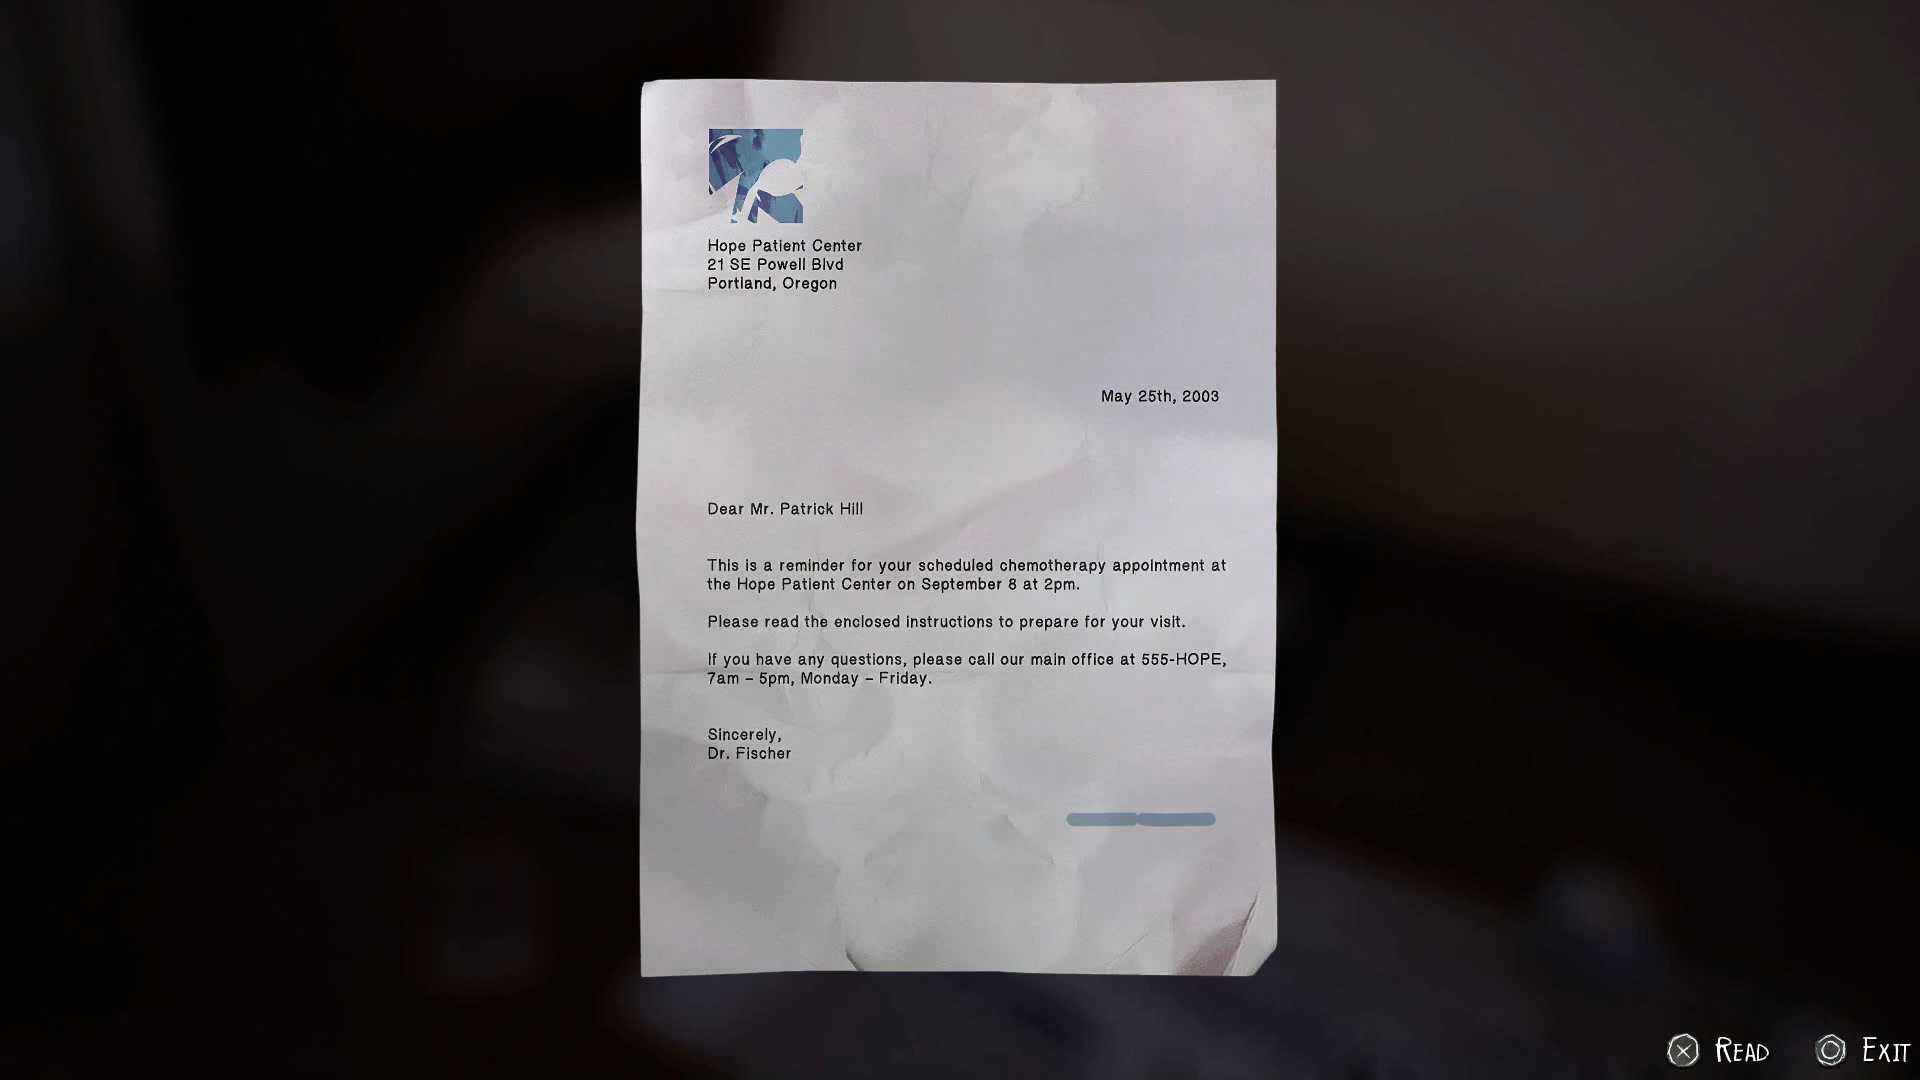 Hope Patient Center
21 SE Powell Blvd
Portland, Oregon
May 25th, 2003
Dear Mr. Patrick Hill
This is a reminder for your scheduled chemotherapy appointment at
the Hope Patient Center on September 8 at 2pm.
Please read the enclosed instructions to prepare for your visit.
If you have any questions, please call our main office at 555-HOPE,
7am – 5pm, Monday – Friday.
Sincerely,
Dr. Fischer
READ
EXIT